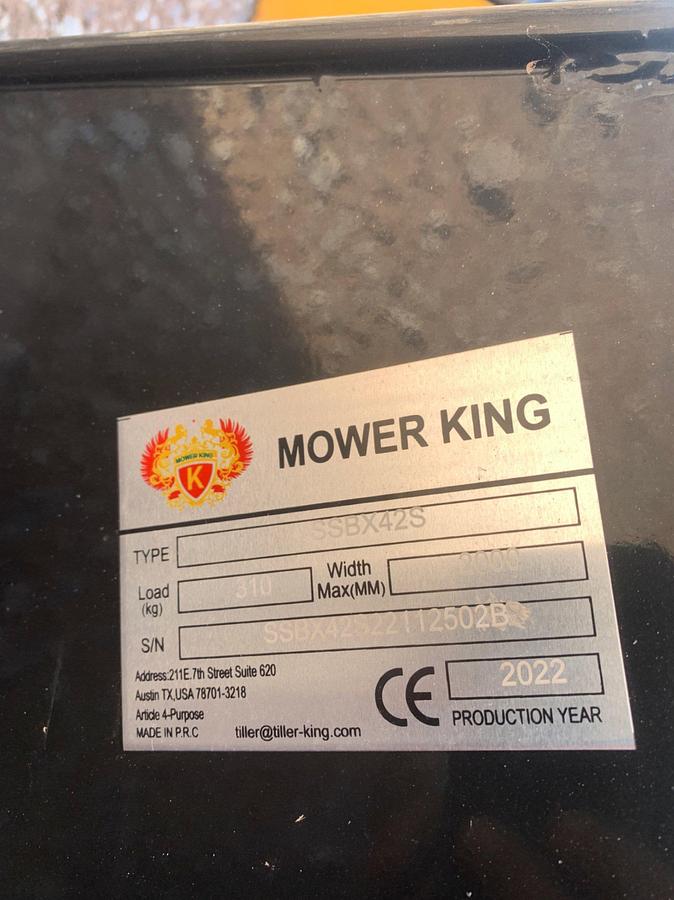 MOWER KING
K
MOWER KING
TYPE SSBX42S
Load (kg) 310
Width Max(MM) 2000
S/N SSBX42S22112502B
Address:211E.7th Street Suite 620
Austin TX,USA 78701-3218
Article 4-Purpose
MADE IN P.R.C tiller@tiller-king.com
CE 2022
PRODUCTION YEAR